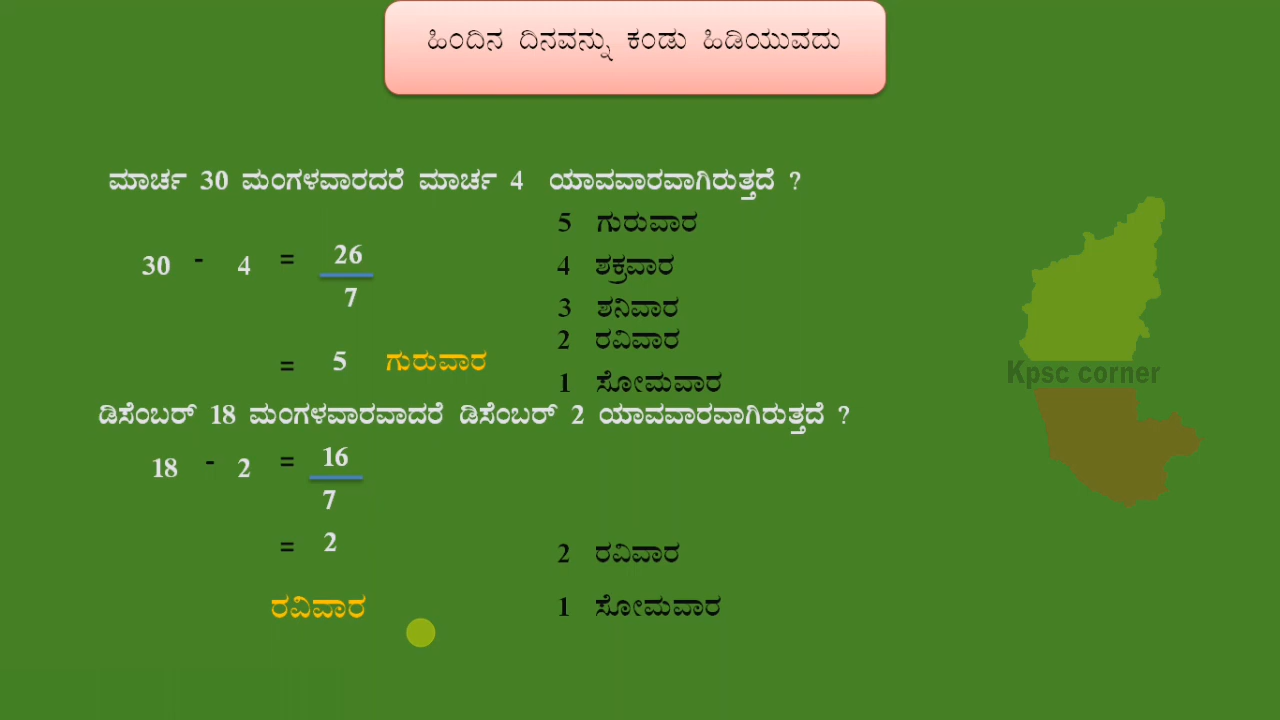 ಹಿಂದಿನ ದಿನವನ್ನು ಕಂಡು ಹಿಡಿಯುವದು
ಮಾರ್ಚ 30 ಮಂಗಳವಾರದರೆ ಮಾರ್ಚ 4 ಯಾವವಾರವಾಗಿರುತ್ತದೆ ?
5 ಗುರುವಾರ
30 - 4 = 26
4 ಶಕ್ರವಾರ
7
3 ಶನಿವಾರ
2 ರವಿವಾರ
= 5 ಗುರುವಾರ
1 ಸೋಮವಾರ
Kpsc corner
ಡಿಸೆಂಬರ್ 18 ಮಂಗಳವಾರವಾದರೆ ಡಿಸೆಂಬರ್ 2 ಯಾವವಾರವಾಗಿರುತ್ತದೆ ?
18 - 2 = 16
7
= 2
2 ರವಿವಾರ
ರವಿವಾರ
1 ಸೋಮವಾರ